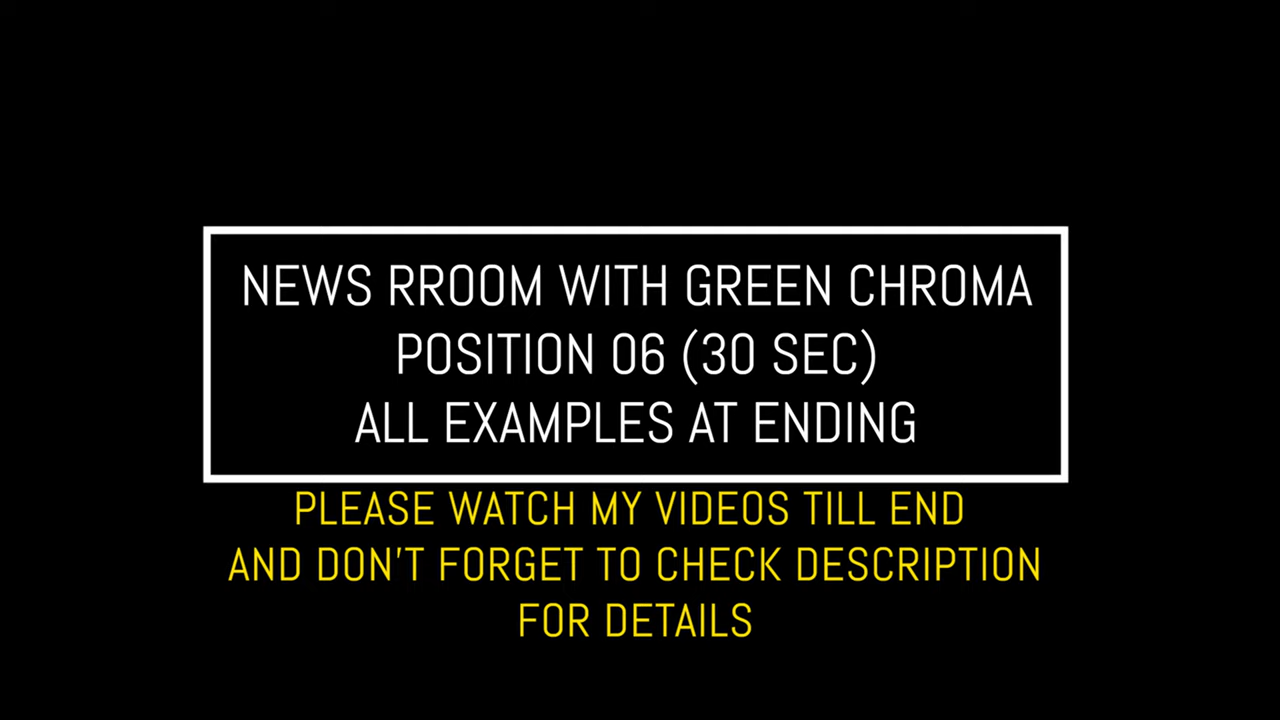 NEWS RROOM WITH GREEN CHROMA
POSITION 06 (30 SEC)
ALL EXAMPLES AT ENDING
PLEASE WATCH MY VIDEOS TILL END
AND DON'T FORGET TO CHECK DESCRIPTION
FOR DETAILS